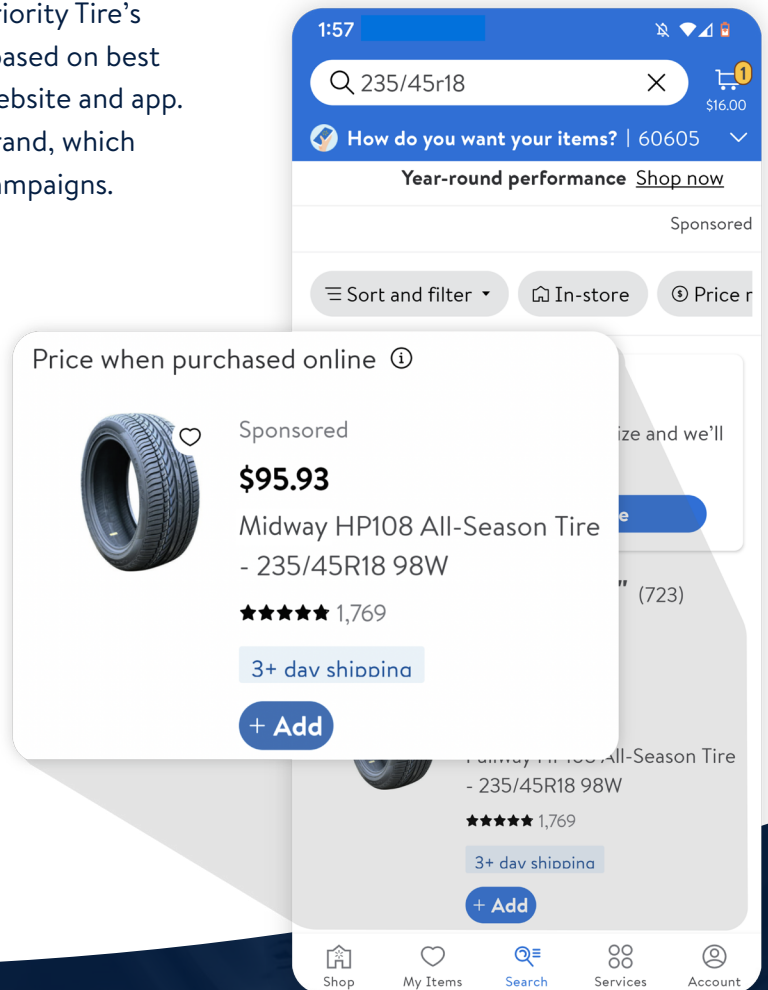 riority Tire's
based on best
ebsite and app.
rand, which
ampaigns.
1:57
235/45r18
1
$16.00
How do you want your items? | 60605
Year-round performance Shop now
Sponsored
Sort and filter
In-store
Price r
Price when purchased online
Sponsored
$95.93
Midway HP108 All-Season Tire
- 235/45R18 98W
1,769
3+ day shipping
+ Add
ize and we'll
e
" (723)
All-Season Tire
- 235/45R18 98W
1,769
3+ day shipping
+ Add
Shop
My Items
Search
Services
Account